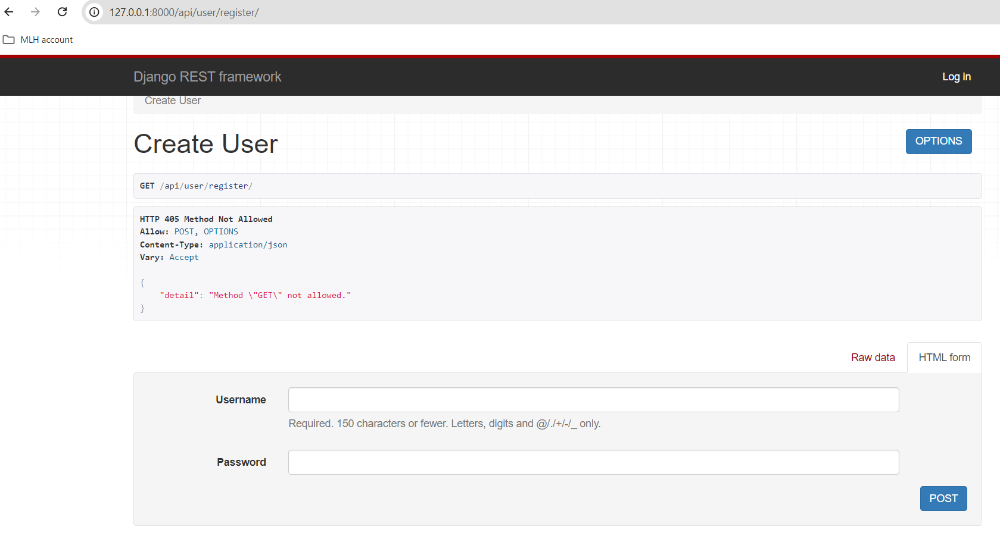 127.0.0.1:8000/api/user/register/
MLH account
Django REST framework
Log in
Create User
Create User
OPTIONS
GET /api/user/register/
HTTP 405 Method Not Allowed
Allow: POST, OPTIONS
Content-Type: application/json
Vary: Accept
{
"detail": "Method \"GET\" not allowed."
}
Raw data
HTML form
Username
Required. 150 characters or fewer. Letters, digits and @/./+/-/_ only.
Password
POST